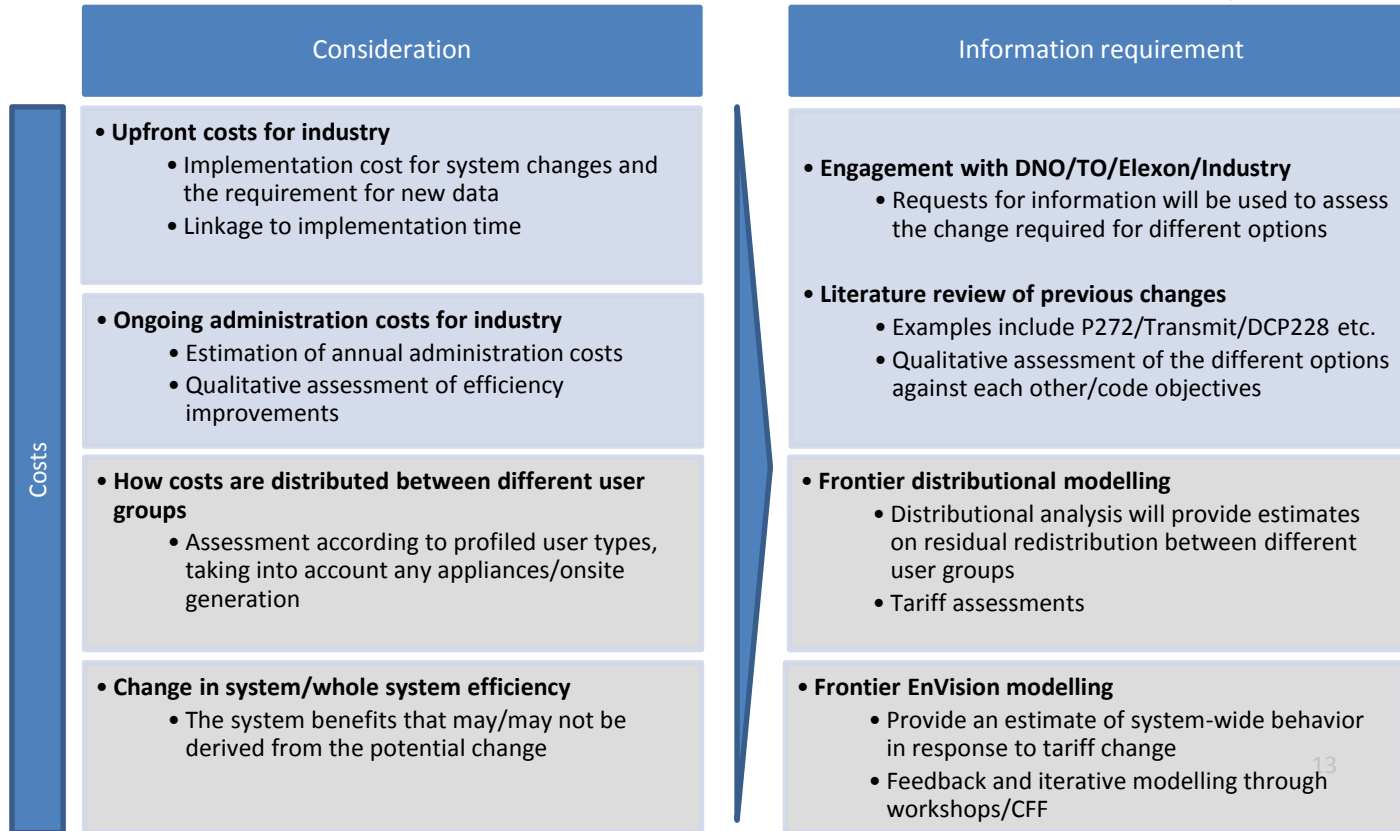 Consideration
Information requirement
Costs
• Upfront costs for industry
• Implementation cost for system changes and
the requirement for new data
• Linkage to implementation time
• Ongoing administration costs for industry
• Estimation of annual administration costs
• Qualitative assessment of efficiency
improvements
• How costs are distributed between different user
groups
• Assessment according to profiled user types,
taking into account any appliances/onsite
generation
• Change in system/whole system efficiency
• The system benefits that may/may not be
derived from the potential change
• Engagement with DNO/TO/Elexon/Industry
• Requests for information will be used to assess
the change required for different options
• Literature review of previous changes
• Examples include P272/Transmit/DCP228 etc.
• Qualitative assessment of the different options
against each other/code objectives
• Frontier distributional modelling
• Distributional analysis will provide estimates
on residual redistribution between different
user groups
• Tariff assessments
• Frontier EnVision modelling
• Provide an estimate of system-wide behavior
in response to tariff change
• Feedback and iterative modelling through
workshops/CFF
13